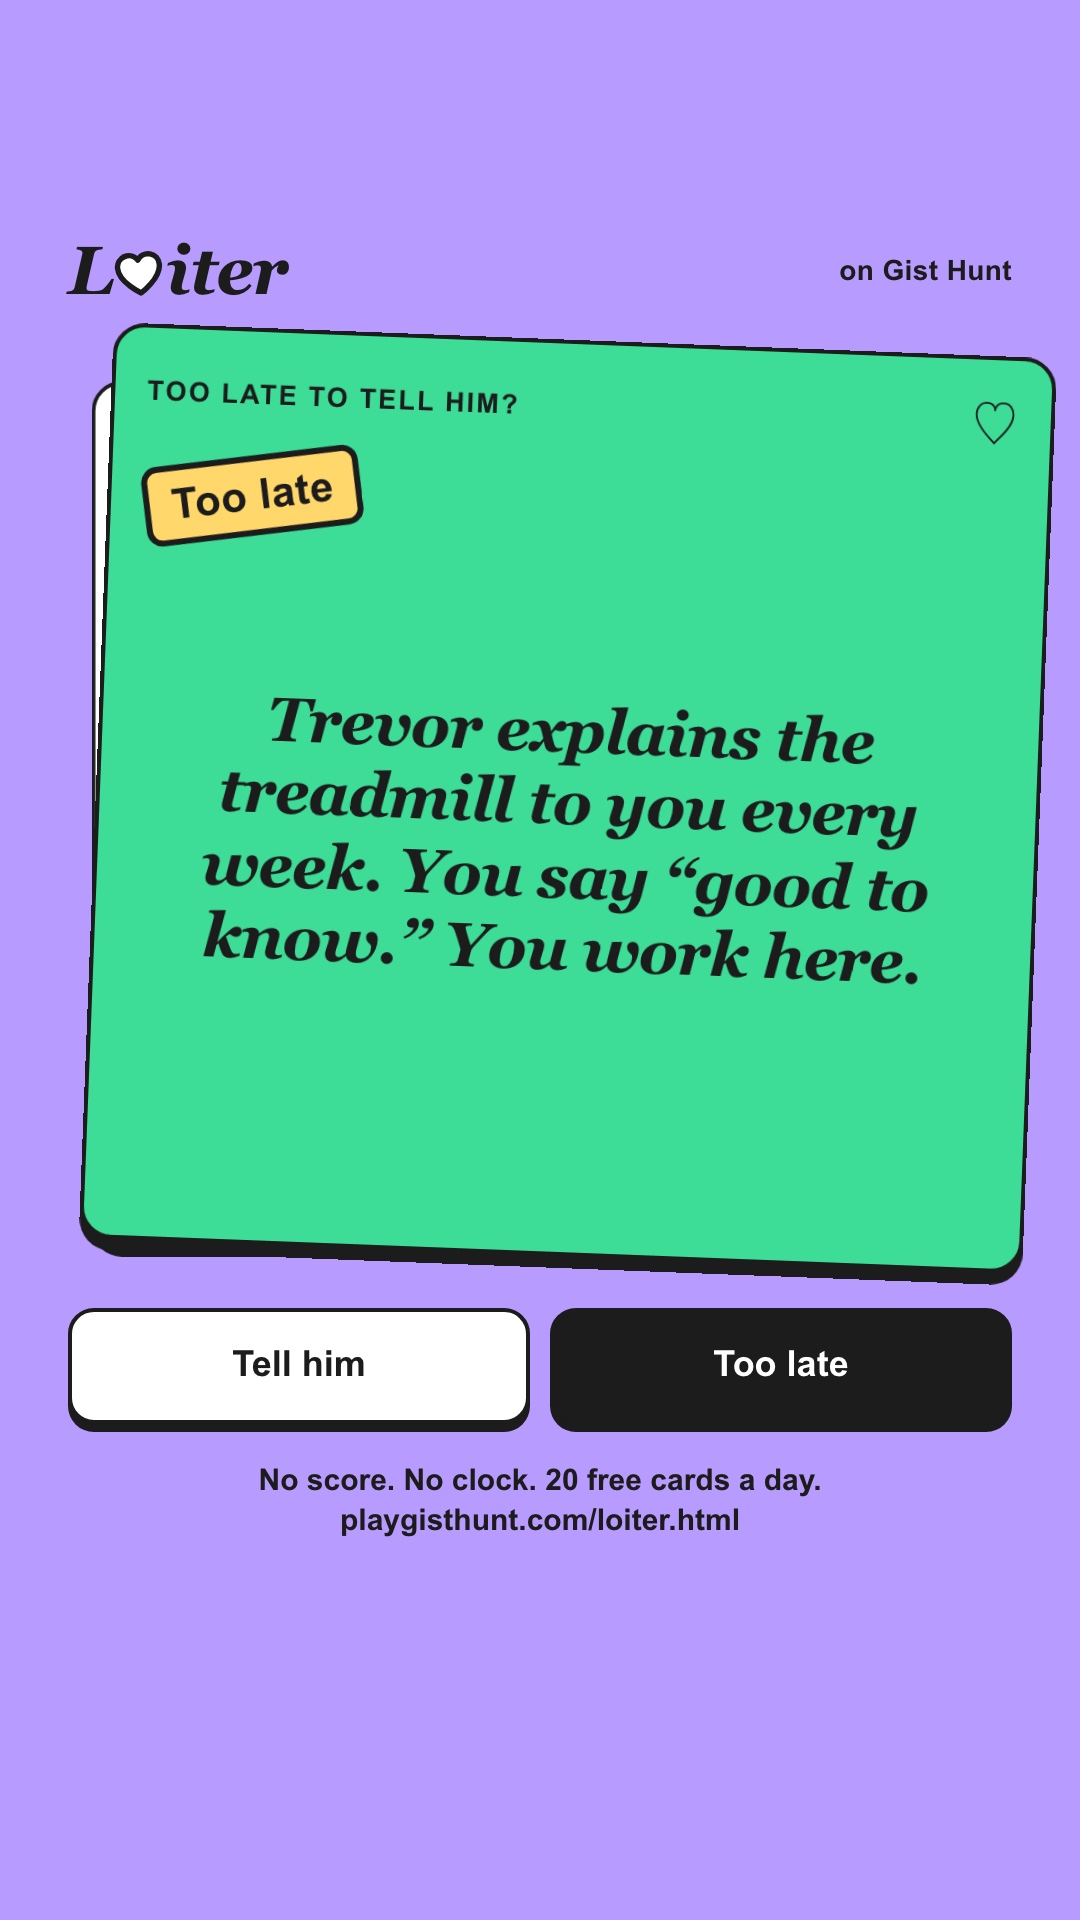 Loiter
on Gist Hunt
TOO LATE TO TELL HIM?
Too late
Trevor explains the
treadmill to you every
week. You say “good to
know.” You work here.
Tell him
Too late
No score. No clock. 20 free cards a day.
playgisthunt.com/loiter.html